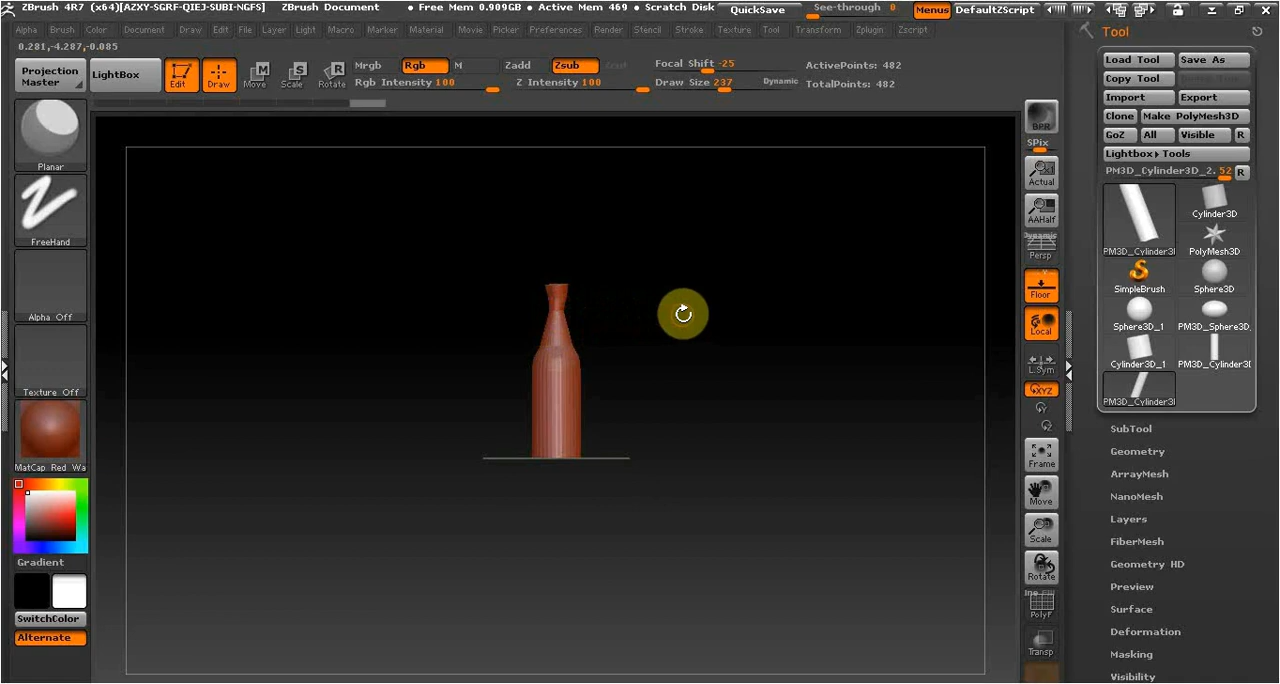 ZBrush 4R7 (x64)[AZXY-SGRF-QIEJ-SUBI-NGFS] ZBrush Document • Free Mem 0.909GB • Active Mem 469 • Scratch Disk QuickSave See-through 0 Menus DefaultZScript
Alpha Brush Color Document Draw Edit File Layer Light Macro Marker Material Movie Picker Preferences Render Stencil Stroke Texture Tool Transform Zplugin Zscript
0.281,-4.287,-0.085
Projection Master
LightBox
Edit
Draw
Move
Scale
Rotate
Mrgb Rgb M
Rgb Intensity 100
Zadd Zsub
Z Intensity 100
Focal Shift -25
Draw Size 237 Dynamic
ActivePoints: 482
TotalPoints: 482
Planar
FreeHand
Alpha Off
Texture Off
MatCap Red Wa
Gradient
SwitchColor
Alternate
BPR
SPix
Actual
AAHalf
Dynamic
Persp
Floor
Local
L.Sym
XYZ
Frame
Move
Scale
Rotate
PolyF
Transp
Tool
Load Tool Save As
Copy Tool
Import Export
Clone Make PolyMesh3D
GoZ All Visible R
Lightbox▸Tools
PM3D_Cylinder3D_2. 52 R
PM3D_Cylinder3I
Cylinder3D
PolyMesh3D
SimpleBrush
Sphere3D
Sphere3D_1
PM3D_Sphere3D.
Cylinder3D_1
PM3D_Cylinder3I
PM3D_Cylinder3I
SubTool
Geometry
ArrayMesh
NanoMesh
Layers
FiberMesh
Geometry HD
Preview
Surface
Deformation
Masking
Visibility